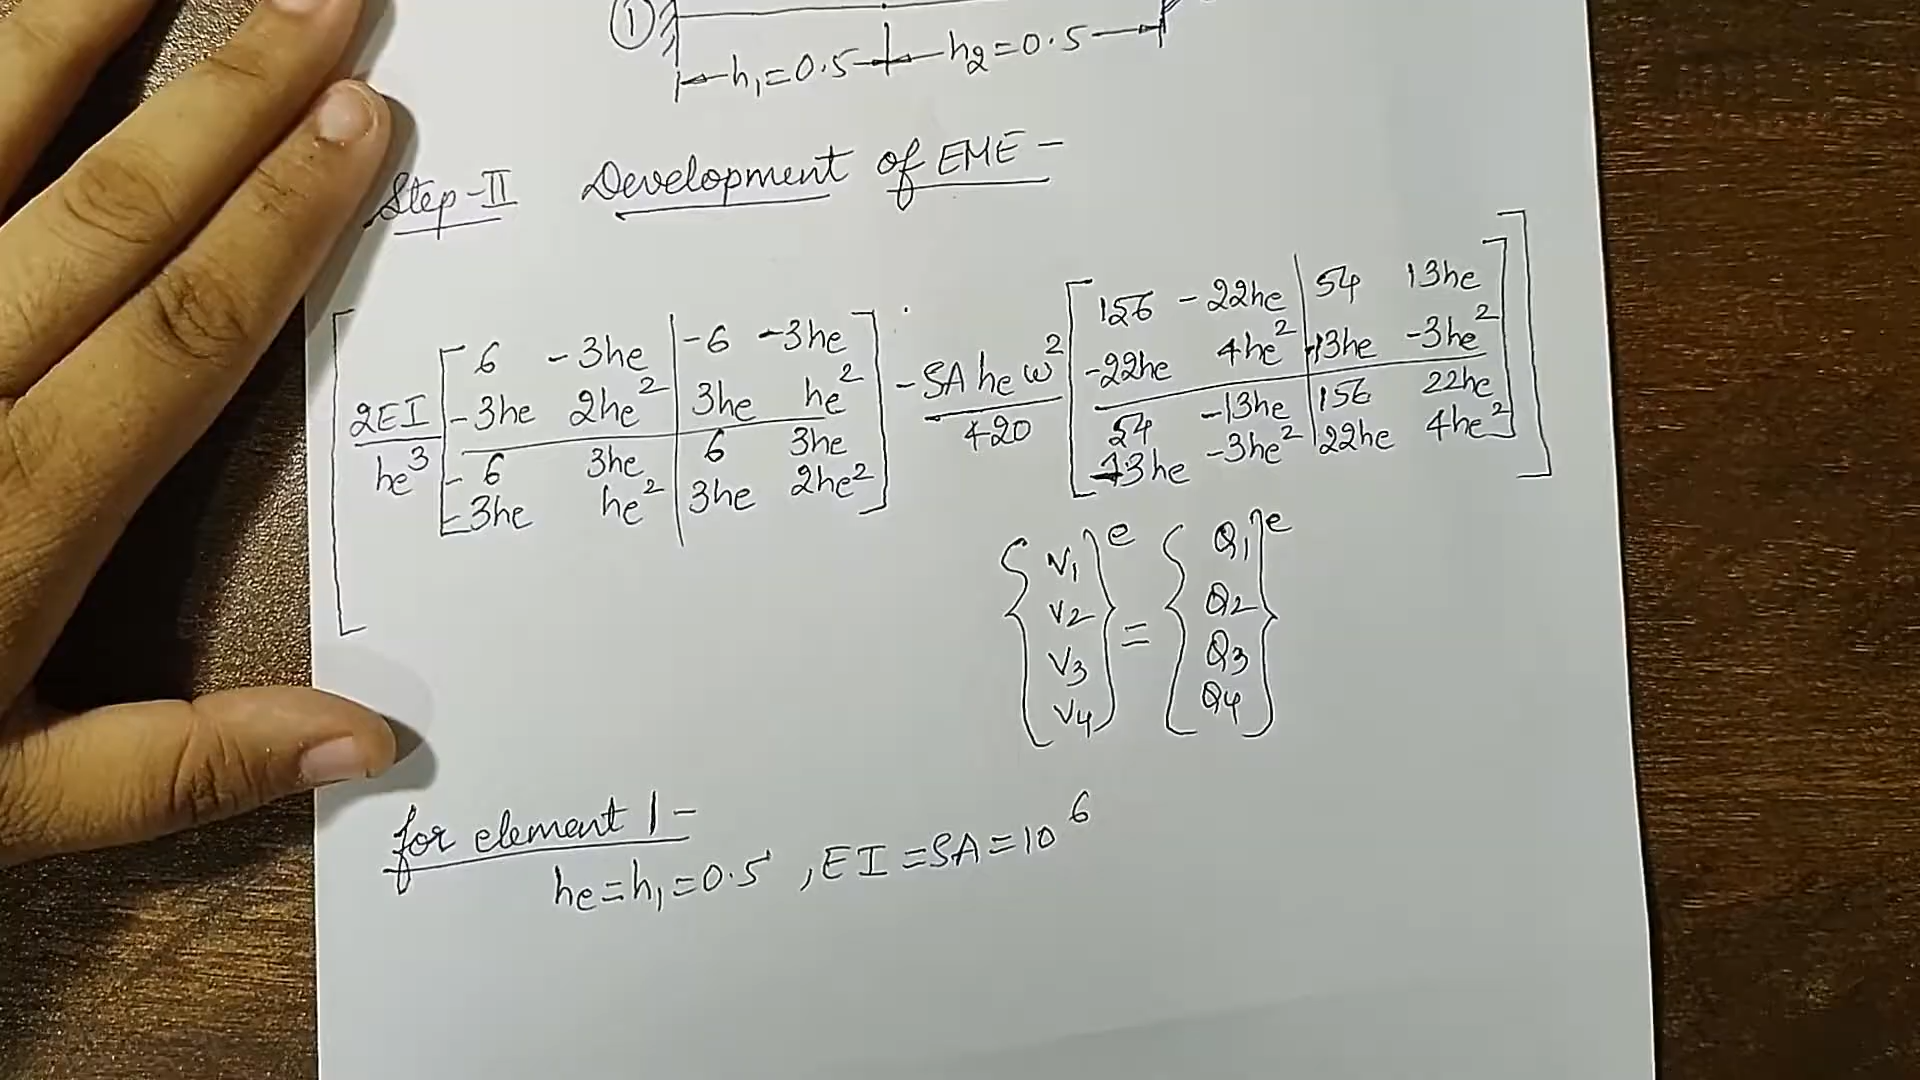 ① h₁=0.5 h₂=0.5
Step-II Development of EME-
6 -3he -6 -3he 156 -22he 54 13he
-3he 2he² 3he he² -22he 4he² -13he -3he²
2EI/he³ - SAheω²/420
-6 3he 6 3he 54 -13he 156 22he
-3he he² 3he 2he² 13he -3he² 22he 4he²
V₁ e Q₁ e
V₂ Q₂
=
V₃ Q₃
V₄ Q₄
for element 1-
he=h₁=0.5, EI=SA=10⁶